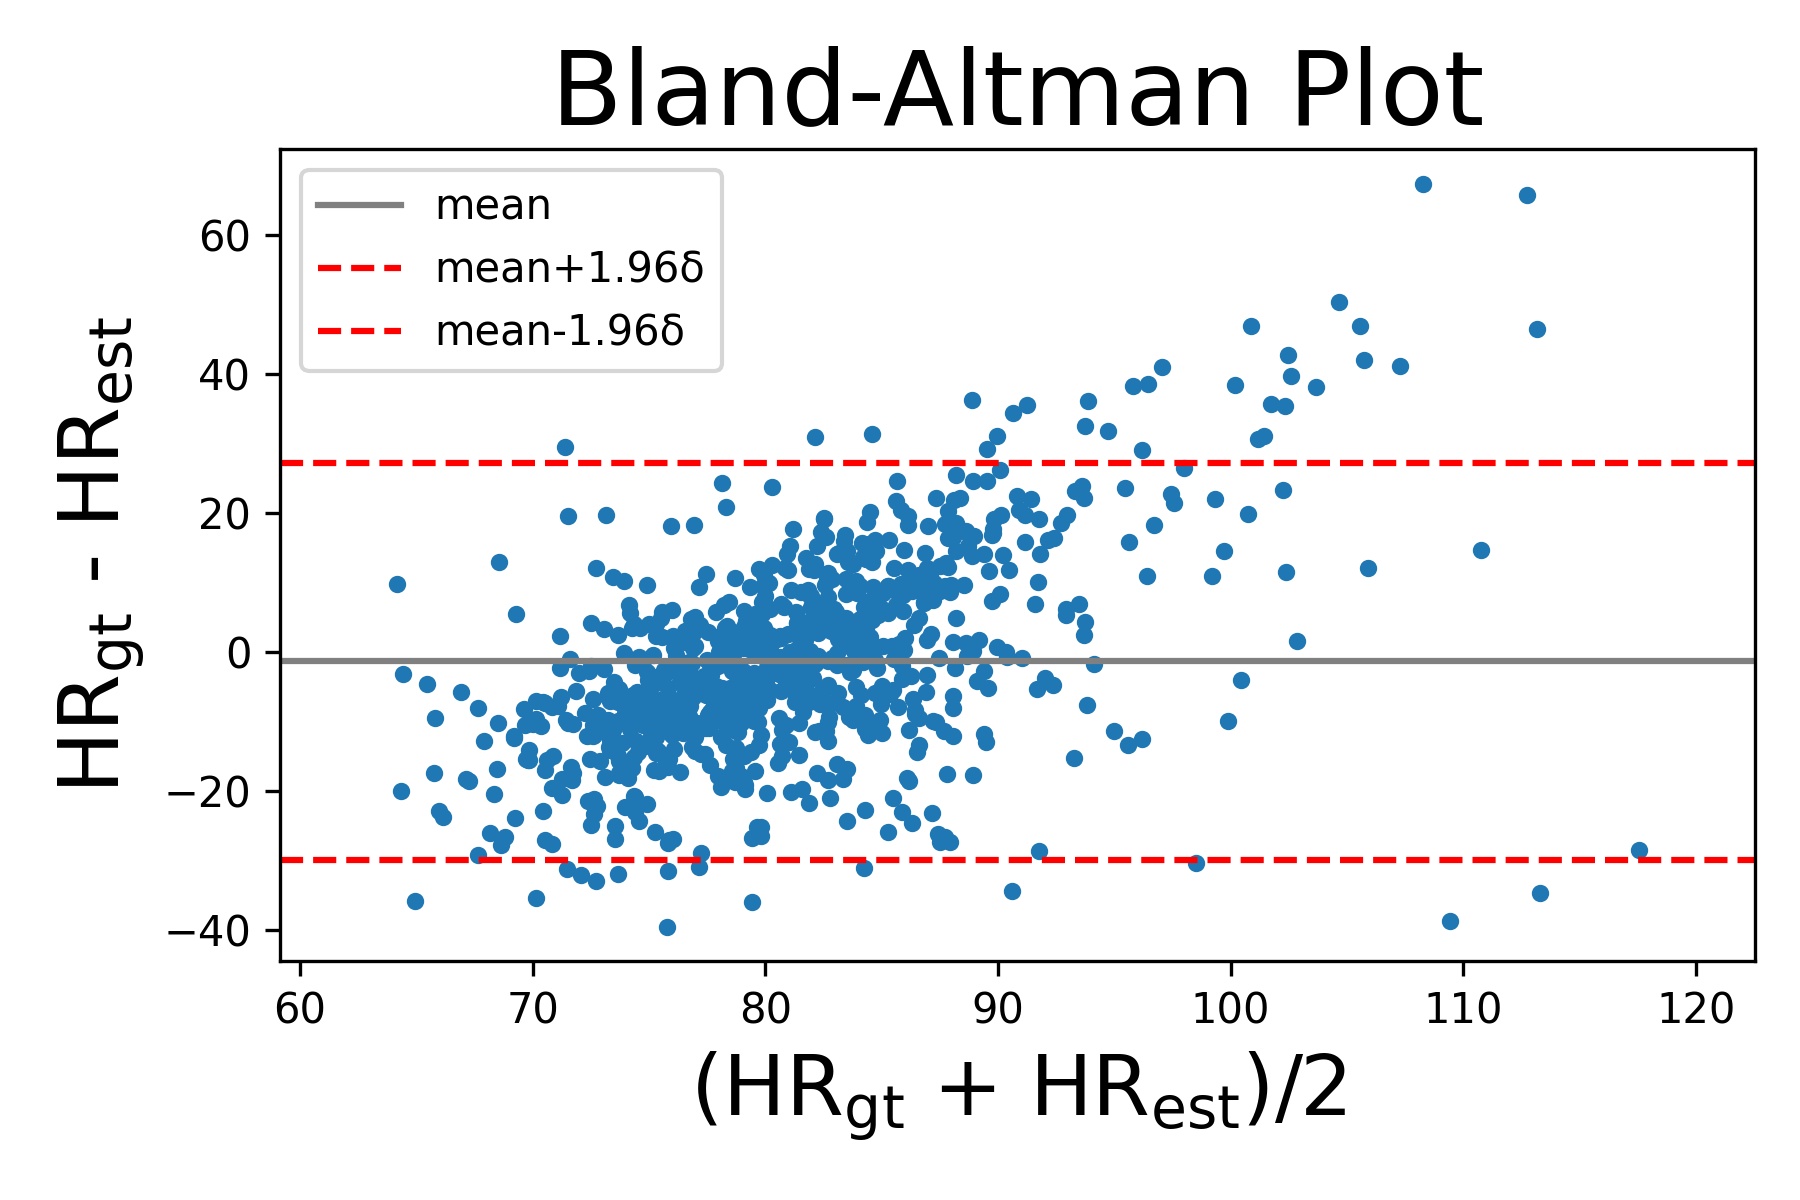 Bland-Altman Plot
mean
mean+1.96δ
mean-1.96δ
60
40
20
0
−20
−40
HRgt - HRest
60 70 80 90 100 110 120
(HRgt + HRest)/2